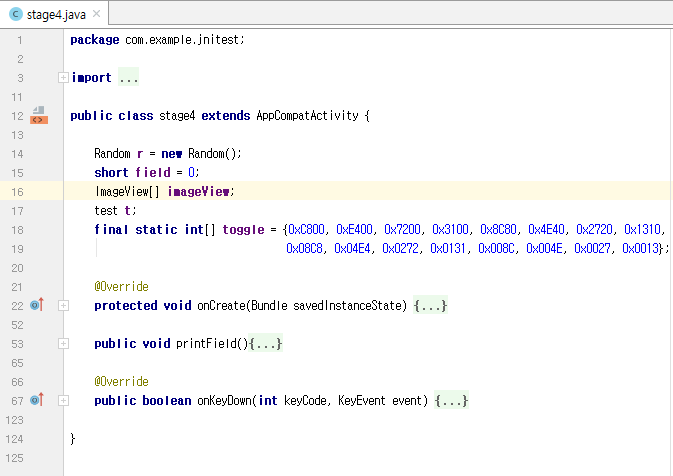 stage4.java
1 package com.example.jnitest;
2
3 import ...
11
12 public class stage4 extends AppCompatActivity {
13
14 Random r = new Random();
15 short field = 0;
16 ImageView[] imageView;
17 test t;
18 final static int[] toggle = {0xC800, 0xE400, 0x7200, 0x3100, 0x8C80, 0x4E40, 0x2720, 0x1310,
19 0x08C8, 0x04E4, 0x0272, 0x0131, 0x008C, 0x004E, 0x0027, 0x0013};
20
21 @Override
22 protected void onCreate(Bundle savedInstanceState) {...}
52
53 public void printField(){...}
65
66 @Override
67 public boolean onKeyDown(int keyCode, KeyEvent event) {...}
123
124 }
125